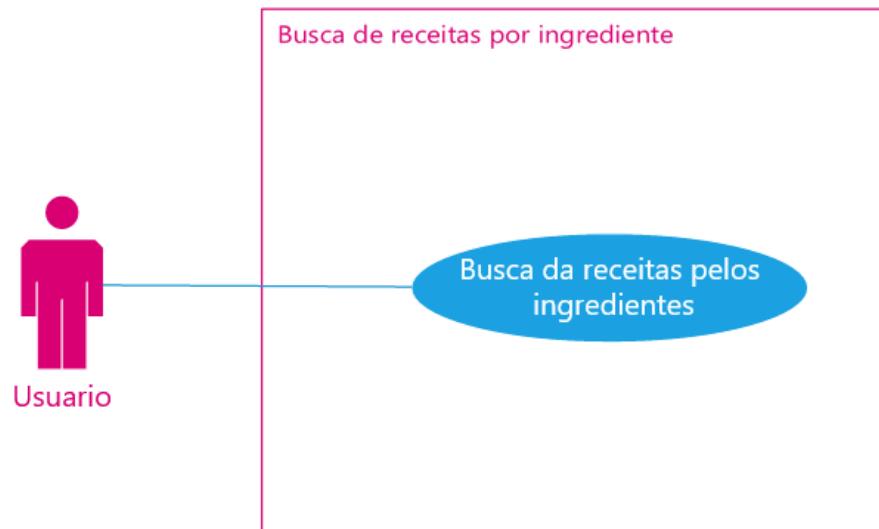 Busca de receitas por ingrediente
Busca da receitas pelos
ingredientes
Usuario